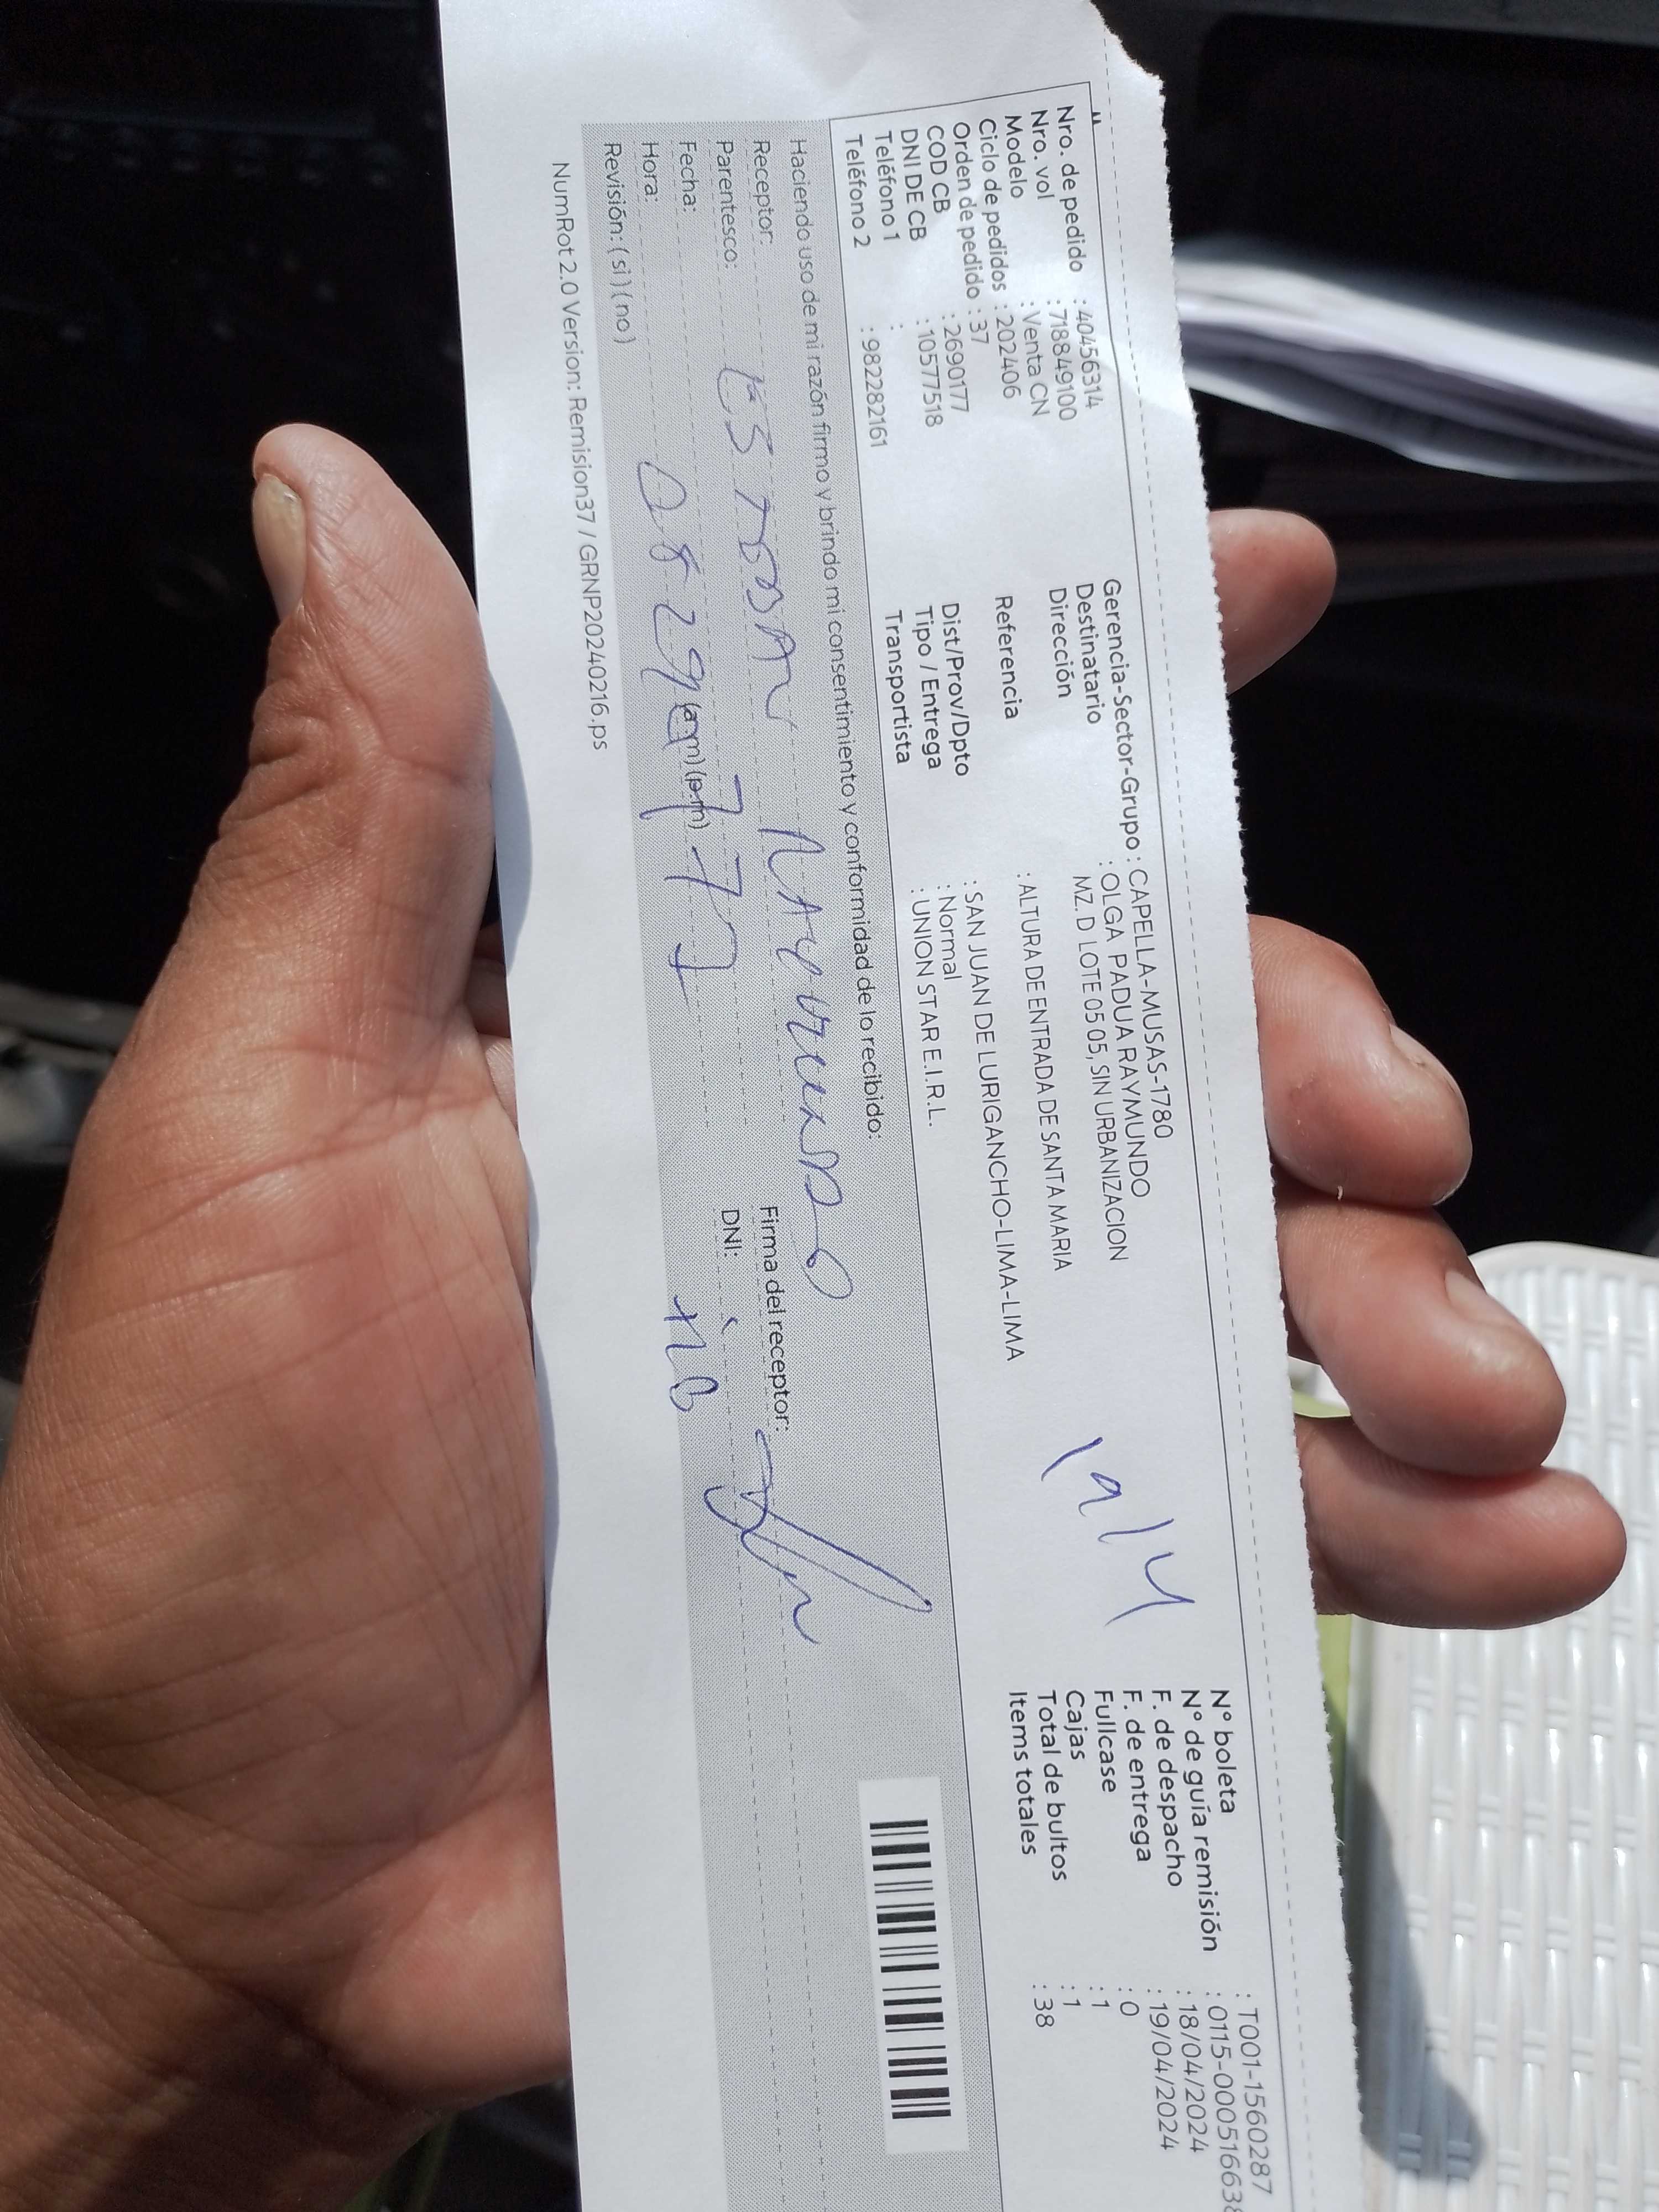 Nro. de pedido : 40456314
Nro. vol : 718849100
Modelo : Venta CN
Ciclo de pedidos : 202406
Orden de pedido : 37
COD CB : 2690177
DNI DE CB : 10577518
Teléfono 1 :
Teléfono 2 : 982282161
Gerencia-Sector-Grupo : CAPELLA-MUSAS-1780
Destinatario : OLGA PADUA RAYMUNDO
Dirección MZ. D LOTE 05 05, SIN URBANIZACION
Referencia : ALTURA DE ENTRADA DE SANTA MARIA
Dist/Prov/Dpto : SAN JUAN DE LURIGANCHO-LIMA-LIMA
Tipo / Entrega : Normal
Transportista : UNION STAR E.I.R.L.
19/4
N° boleta : T001-1560287
N° de guía remisión : 0115-000516638
F. de despacho : 18/04/2024
F. de entrega : 19/04/2024
Fullcase : 0
Cajas : 1
Total de bultos : 1
Items totales : 38
Haciendo uso de mi razón firmo y brindo mi consentimiento y conformidad de lo recibido:
Receptor:
Firma del receptor:
Parentesco:
DNI:
Fecha:
Hora: (am) (p.m)
Revisión: ( si ) ( no )
NumRot 2.0 Version: Remision37 / GRNP20240216.ps